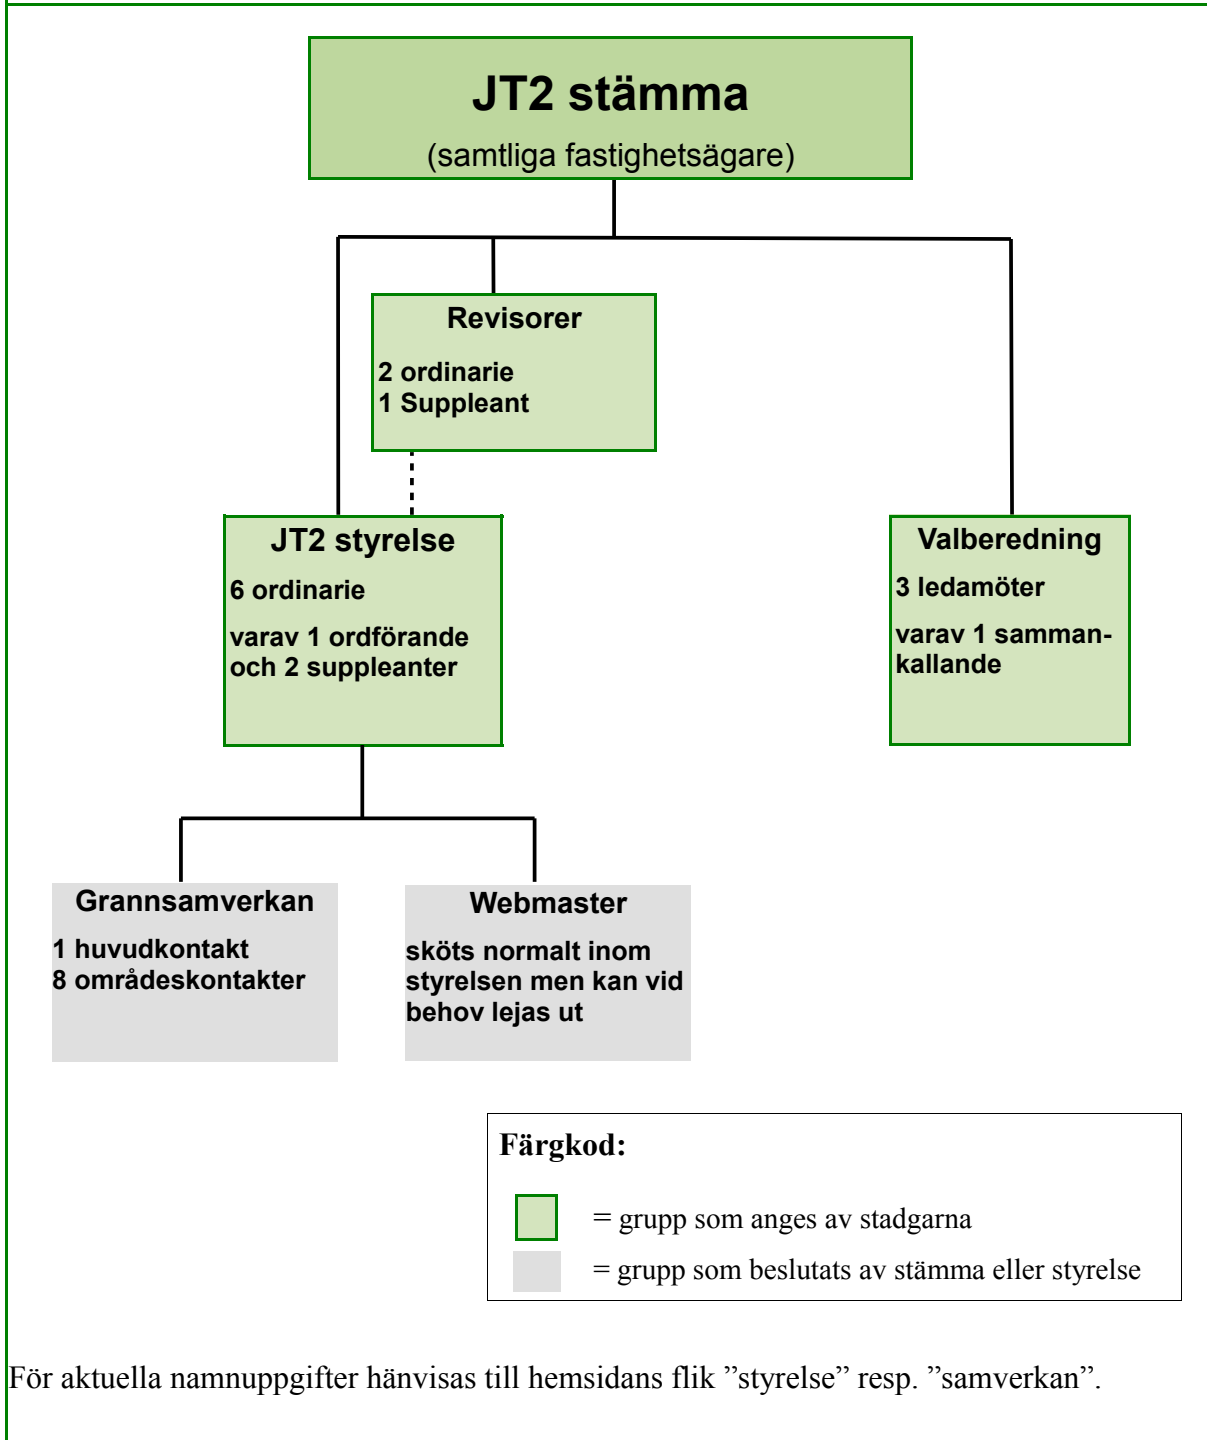 JT2 stämma
(samtliga fastighetsägare)
Revisorer
2 ordinarie
1 Suppleant
JT2 styrelse
6 ordinarie
varav 1 ordförande
och 2 suppleanter
Valberedning
3 ledamöter
varav 1 samman-
kallande
Grannsamverkan
1 huvudkontakt
8 områdeskontakter
Webmaster
sköts normalt inom
styrelsen men kan vid
behov lejas ut
Färgkod:
= grupp som anges av stadgarna
= grupp som beslutats av stämma eller styrelse
För aktuella namnuppgifter hänvisas till hemsidans flik ”styrelse” resp. ”samverkan”.